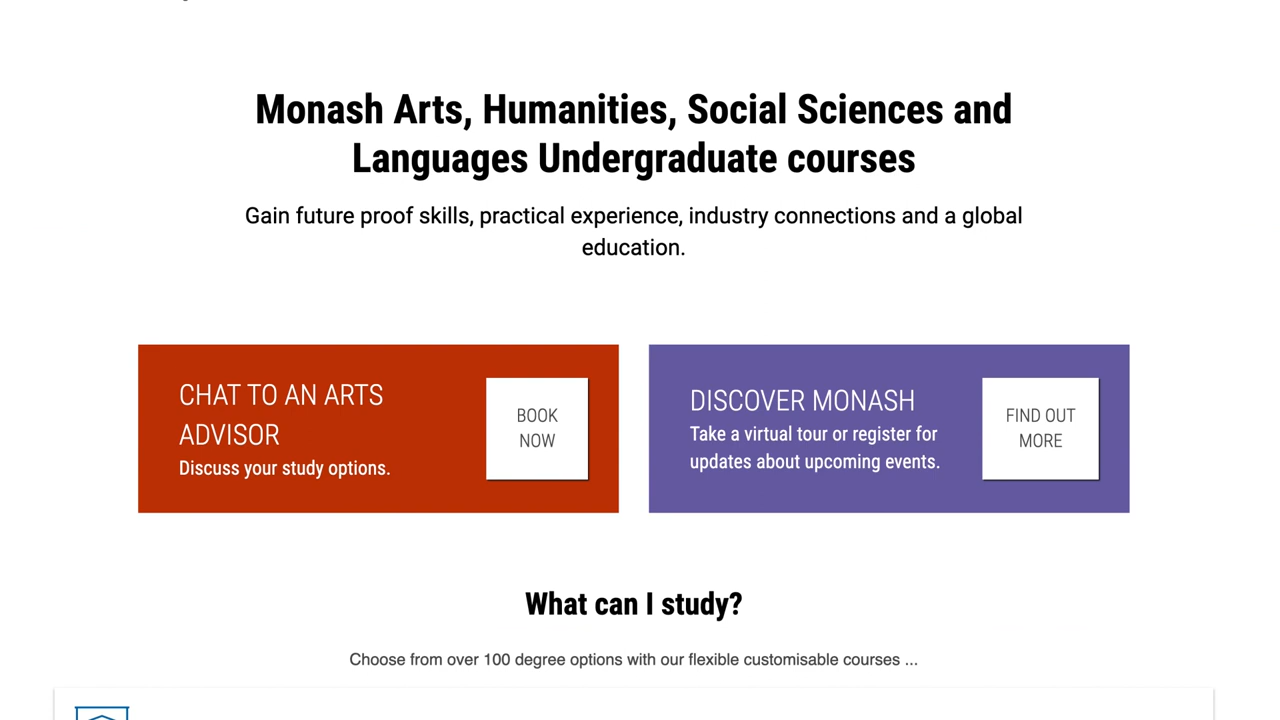 Monash Arts, Humanities, Social Sciences and
Languages Undergraduate courses
Gain future proof skills, practical experience, industry connections and a global
education.
CHAT TO AN ARTS
ADVISOR
Discuss your study options.
BOOK
NOW
DISCOVER MONASH
Take a virtual tour or register for
updates about upcoming events.
FIND OUT
MORE
What can I study?
Choose from over 100 degree options with our flexible customisable courses ...